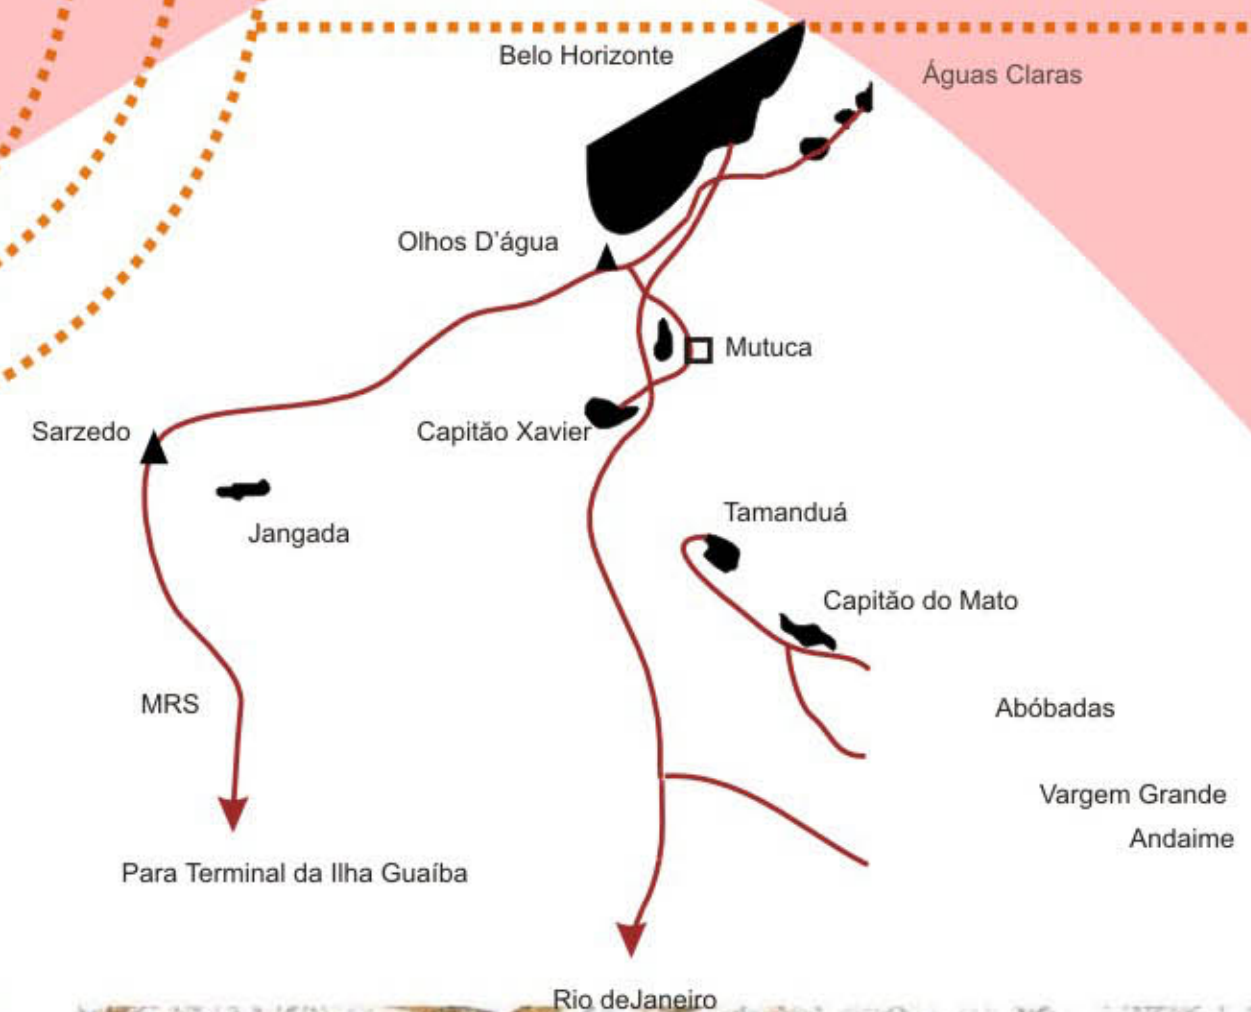 Belo Horizonte
Águas Claras
Olhos D'água
Mutuca
Sarzedo
Capitão Xavier
Jangada
Tamanduá
Capitão do Mato
MRS
Abóbadas
Vargem Grande
Andaime
Para Terminal da Ilha Guaíba
Rio deJaneiro